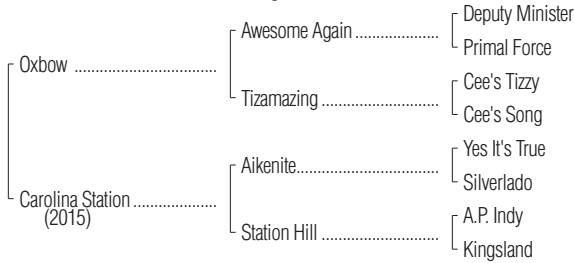 Deputy Minister
Awesome Again ..................
Primal Force
Oxbow ...............................
Cee's Tizzy
Tizamazing .........................
Cee's Song
Yes It's True
Aikenite...............................
Silverlado
Carolina Station ..................
(2015)
A.P. Indy
Station Hill ..........................
Kingsland